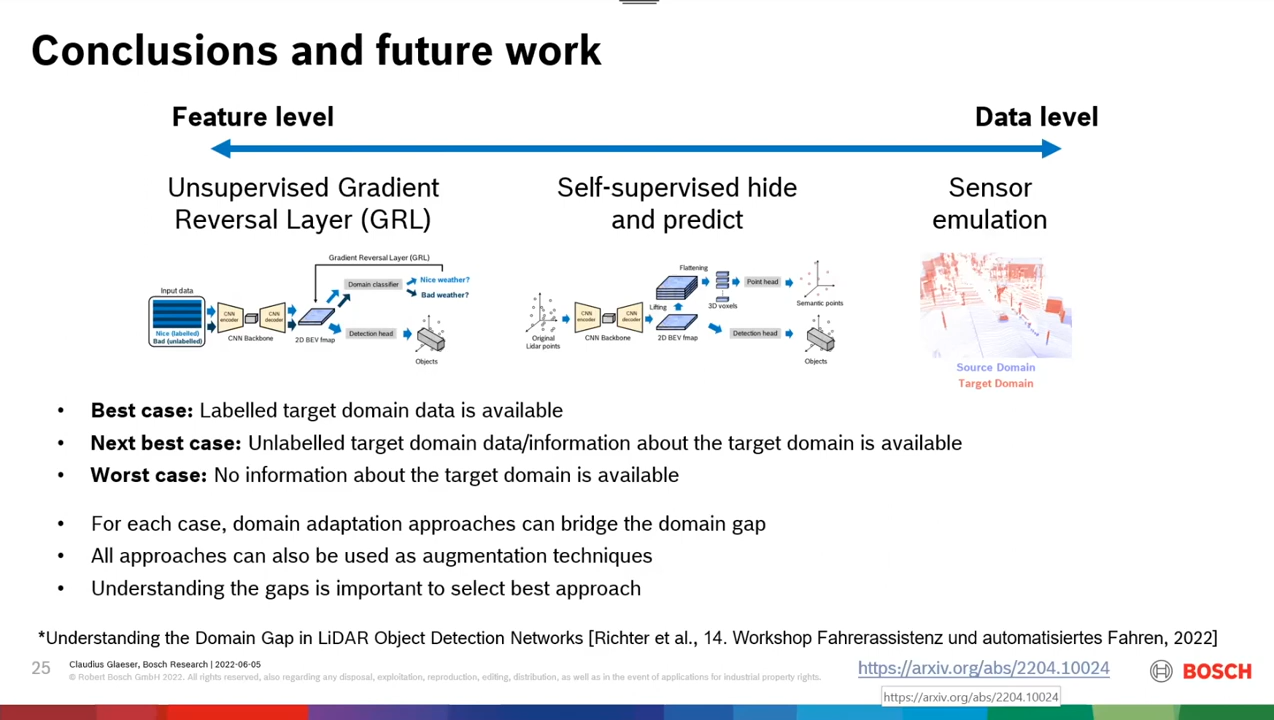 Conclusions and future work
Feature level
Data level
Unsupervised Gradient
Reversal Layer (GRL)
Self-supervised hide
and predict
Sensor
emulation
Gradient Reversal Layer (GRL)
Input data
Nice (labelled)
Bad (unlabelled)
CNN
encoder
CNN
decoder
CNN Backbone
2D BEV fmap
Domain classifier
Nice weather?
Bad weather?
Detection head
Objects
Original
Lidar points
CNN
encoder
CNN
decoder
CNN Backbone
Flattening
Lifting
3D voxels
2D BEV fmap
Point head
Semantic points
Detection head
Objects
Source Domain
Target Domain
• Best case: Labelled target domain data is available
• Next best case: Unlabelled target domain data/information about the target domain is available
• Worst case: No information about the target domain is available
• For each case, domain adaptation approaches can bridge the domain gap
• All approaches can also be used as augmentation techniques
• Understanding the gaps is important to select best approach
*Understanding the Domain Gap in LiDAR Object Detection Networks [Richter et al., 14. Workshop Fahrerassistenz und automatisiertes Fahren, 2022]
25
Claudius Glaeser, Bosch Research | 2022-06-05
© Robert Bosch GmbH 2022. All rights reserved, also regarding any disposal, exploitation, reproduction, editing, distribution, as well as in the event of applications for industrial property rights.
https://arxiv.org/abs/2204.10024
BOSCH
https://arxiv.org/abs/2204.10024